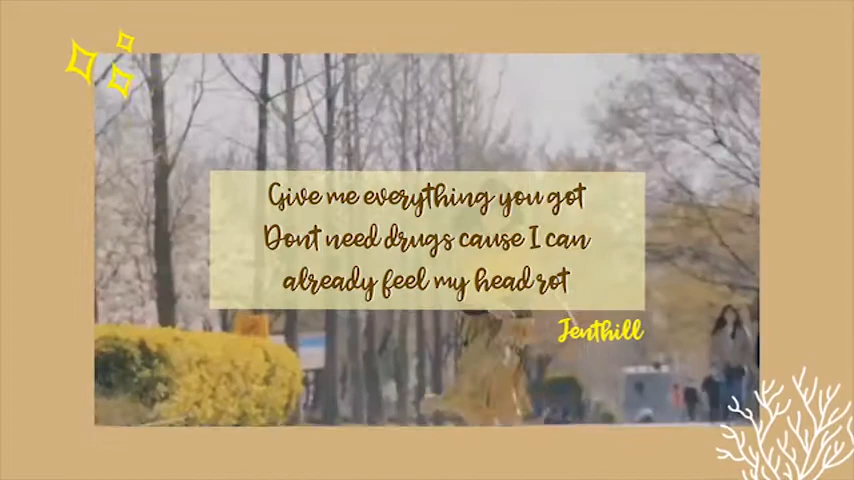 Give me everything you got
Dont need drugs cause I can
already feel my head rot
Jenthill